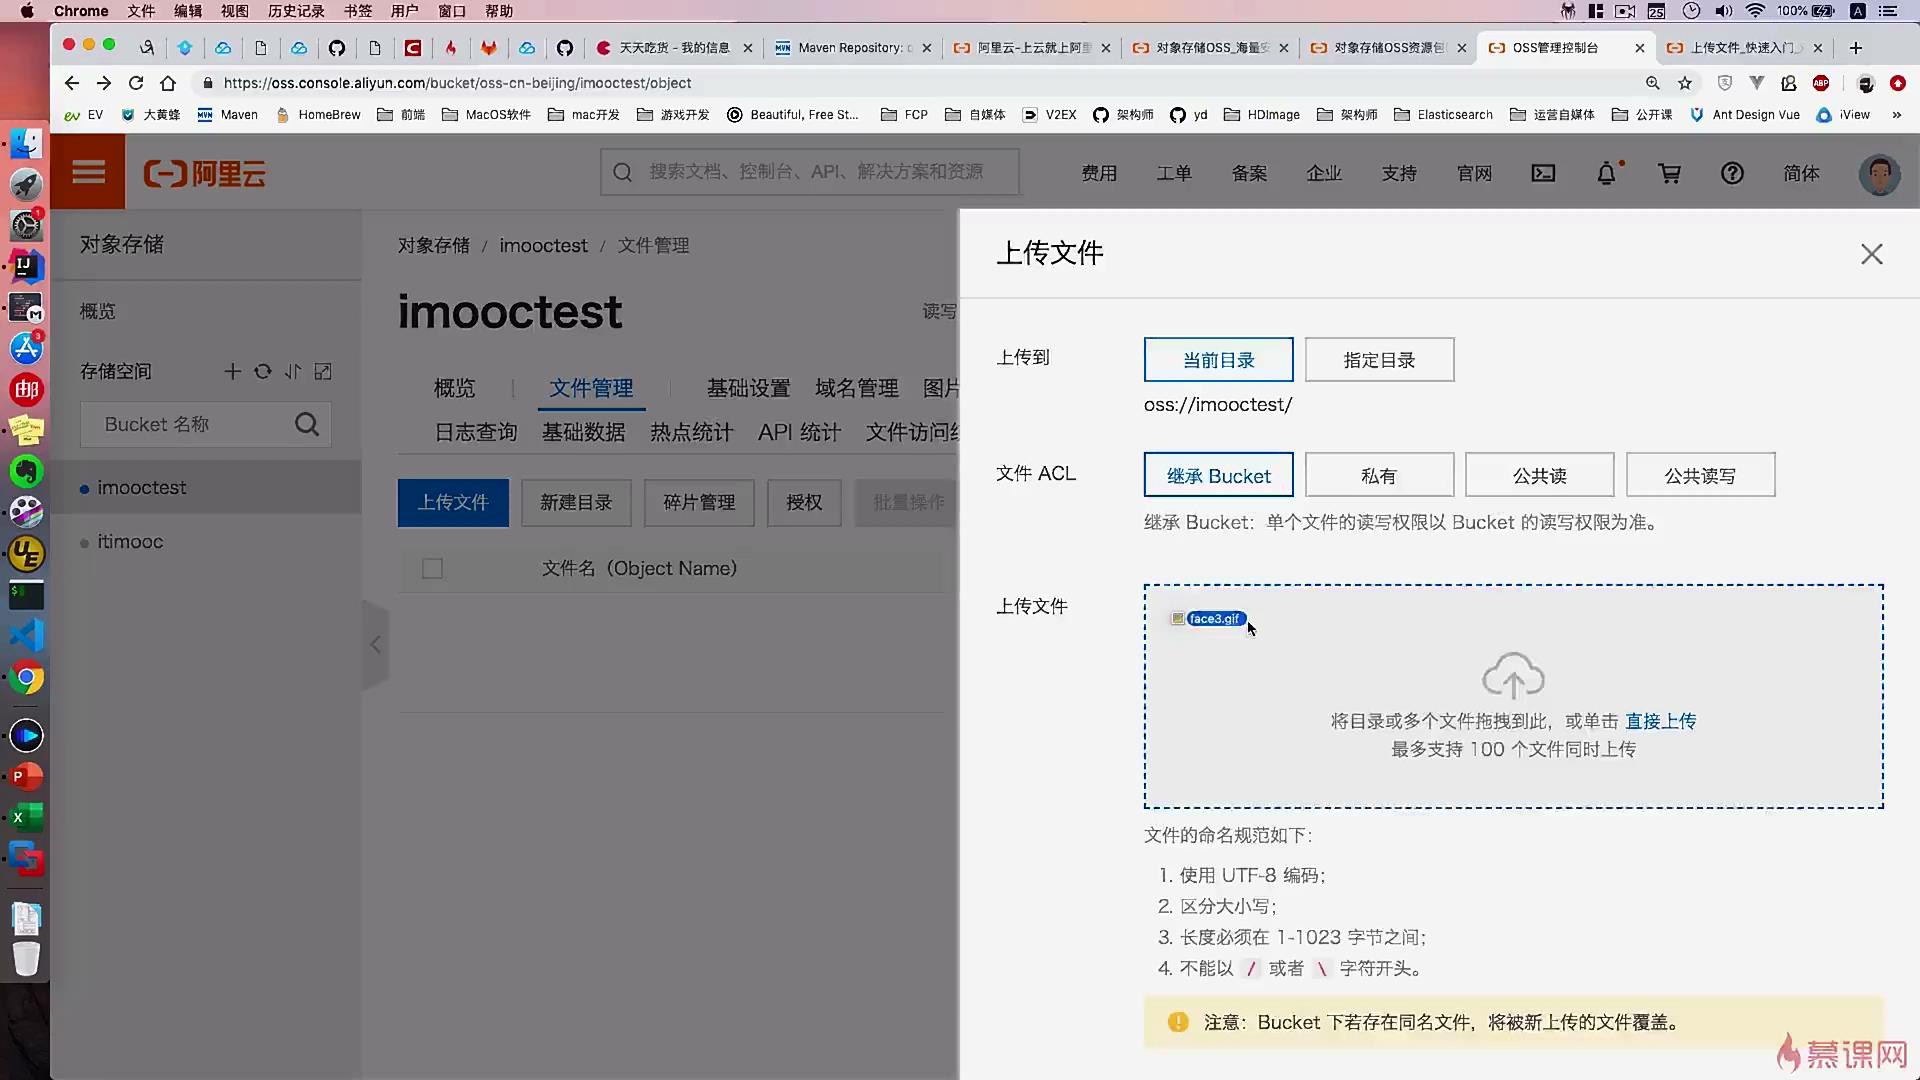 Chrome 文件 编辑 视图 历史记录 书签 用户 窗口 帮助 25 100% A
天天吃货 - 我的信息 MVN Maven Repository: 阿里云-上云就上阿里 对象存储OSS_海量安 对象存储OSS资源包 OSS管理控制台 上传文件_快速入门_
https://oss.console.aliyun.com/bucket/oss-cn-beijing/imooctest/object ABP
ev EV 大黄蜂 MVN Maven HomeBrew 前端 MacOS软件 mac开发 游戏开发 Beautiful, Free St... FCP 自媒体 V2EX 架构师 yd HDImage 架构师 Elasticsearch 运营自媒体 公开课 Ant Design Vue iView »
阿里云 搜索文档、控制台、API、解决方案和资源 费用 工单 备案 企业 支持 官网 简体
对象存储
概览
存储空间
Bucket 名称
imooctest
itimooc
对象存储 / imooctest / 文件管理
imooctest 读写
概览 文件管理 基础设置 域名管理 图片
日志查询 基础数据 热点统计 API 统计 文件访问
上传文件 新建目录 碎片管理 授权 批量操作
文件名（Object Name）
上传文件
上传到 当前目录 指定目录
oss://imooctest/
文件 ACL 继承 Bucket 私有 公共读 公共读写
继承 Bucket：单个文件的读写权限以 Bucket 的读写权限为准。
上传文件
face3.gif
将目录或多个文件拖拽到此，或单击 直接上传
最多支持 100 个文件同时上传
文件的命名规范如下：
1. 使用 UTF-8 编码；
2. 区分大小写；
3. 长度必须在 1-1023 字节之间；
4. 不能以 / 或者 \ 字符开头。
注意：Bucket 下若存在同名文件，将被新上传的文件覆盖。
慕课网